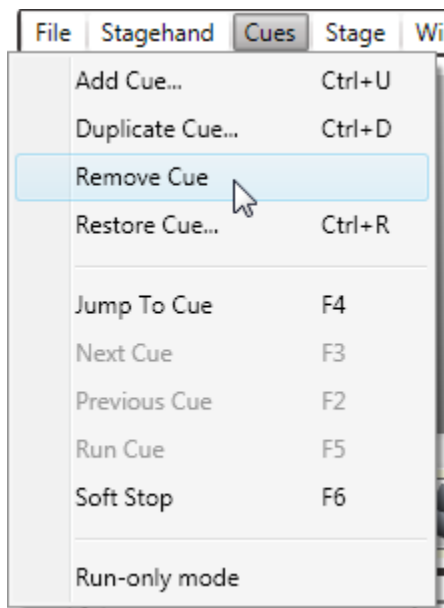 File Stagehand Cues Stage Wi
Add Cue... Ctrl+U
Duplicate Cue... Ctrl+D
Remove Cue
Restore Cue... Ctrl+R
Jump To Cue F4
Next Cue F3
Previous Cue F2
Run Cue F5
Soft Stop F6
Run-only mode